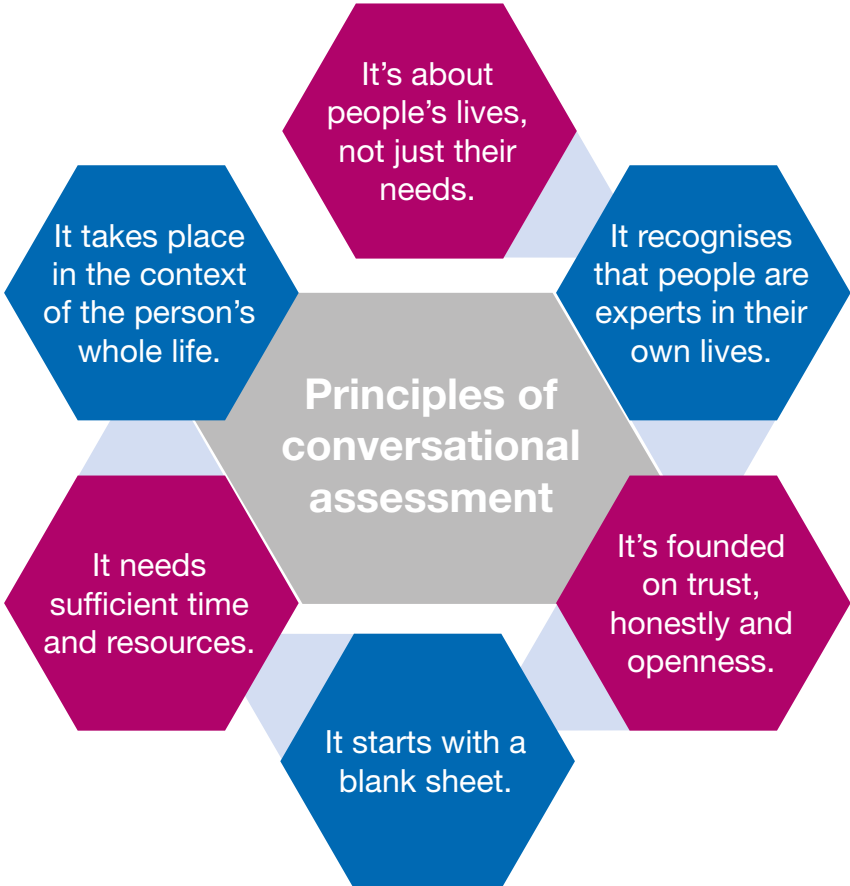 It's about
people's lives,
not just their
needs.
It recognises
that people are
experts in their
own lives.
It's founded
on trust,
honestly and
openness.
It starts with a
blank sheet.
It needs
sufficient time
and resources.
It takes place
in the context
of the person's
whole life.
Principles of
conversational
assessment